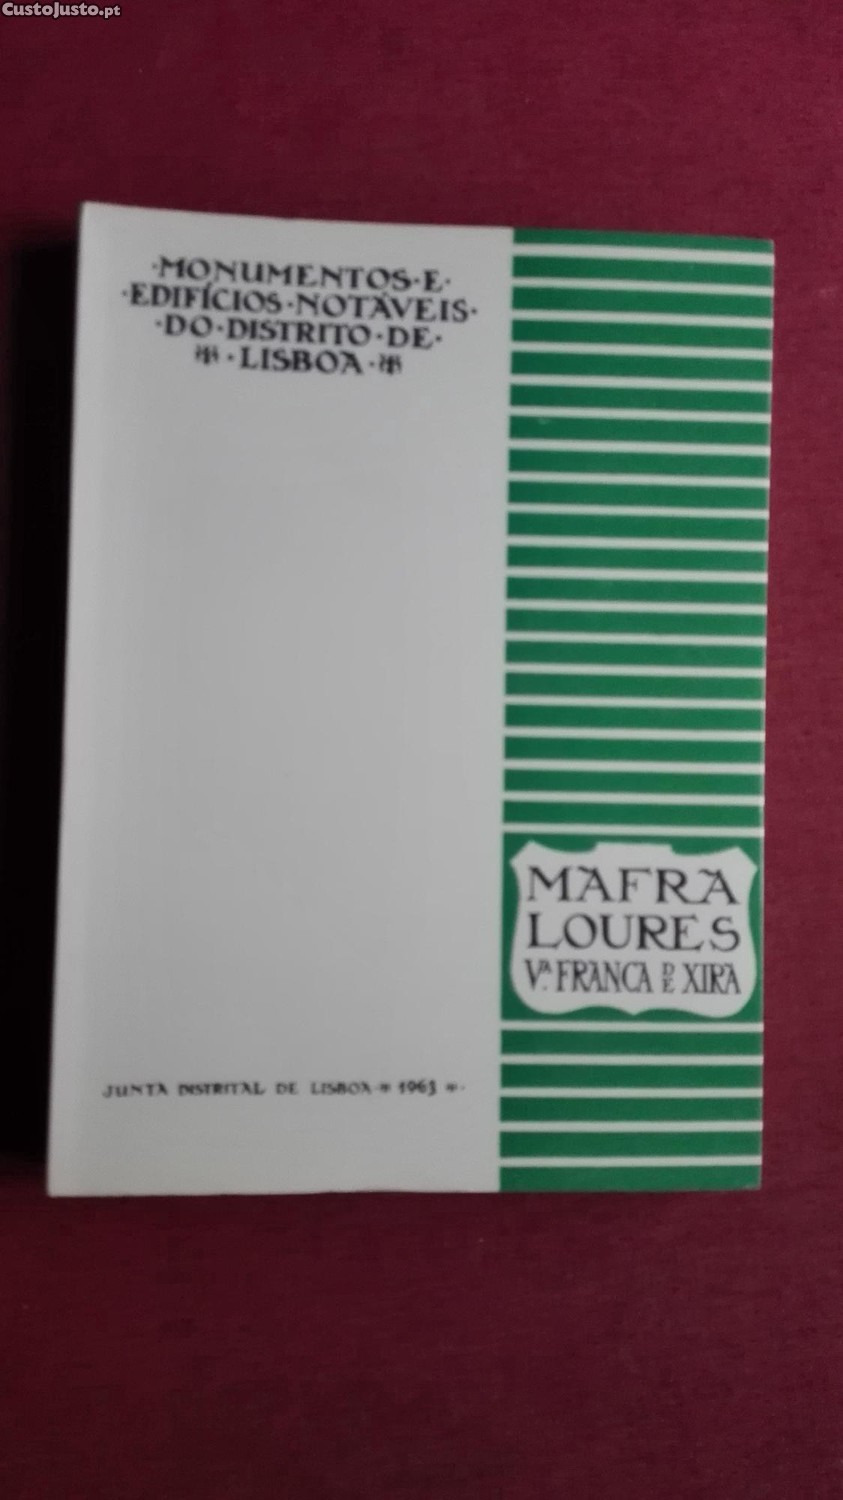 CustoJusto.pt
·MONUMENTOS·E·
·EDIFÍCIOS·NOTÁVEIS·
·DO·DISTRITO·DE·
·LISBOA·
MAFRA
LOURES
Vª. FRANCA DE XIRA
JUNTA DISTRITAL DE LISBOA * 1963 * ·